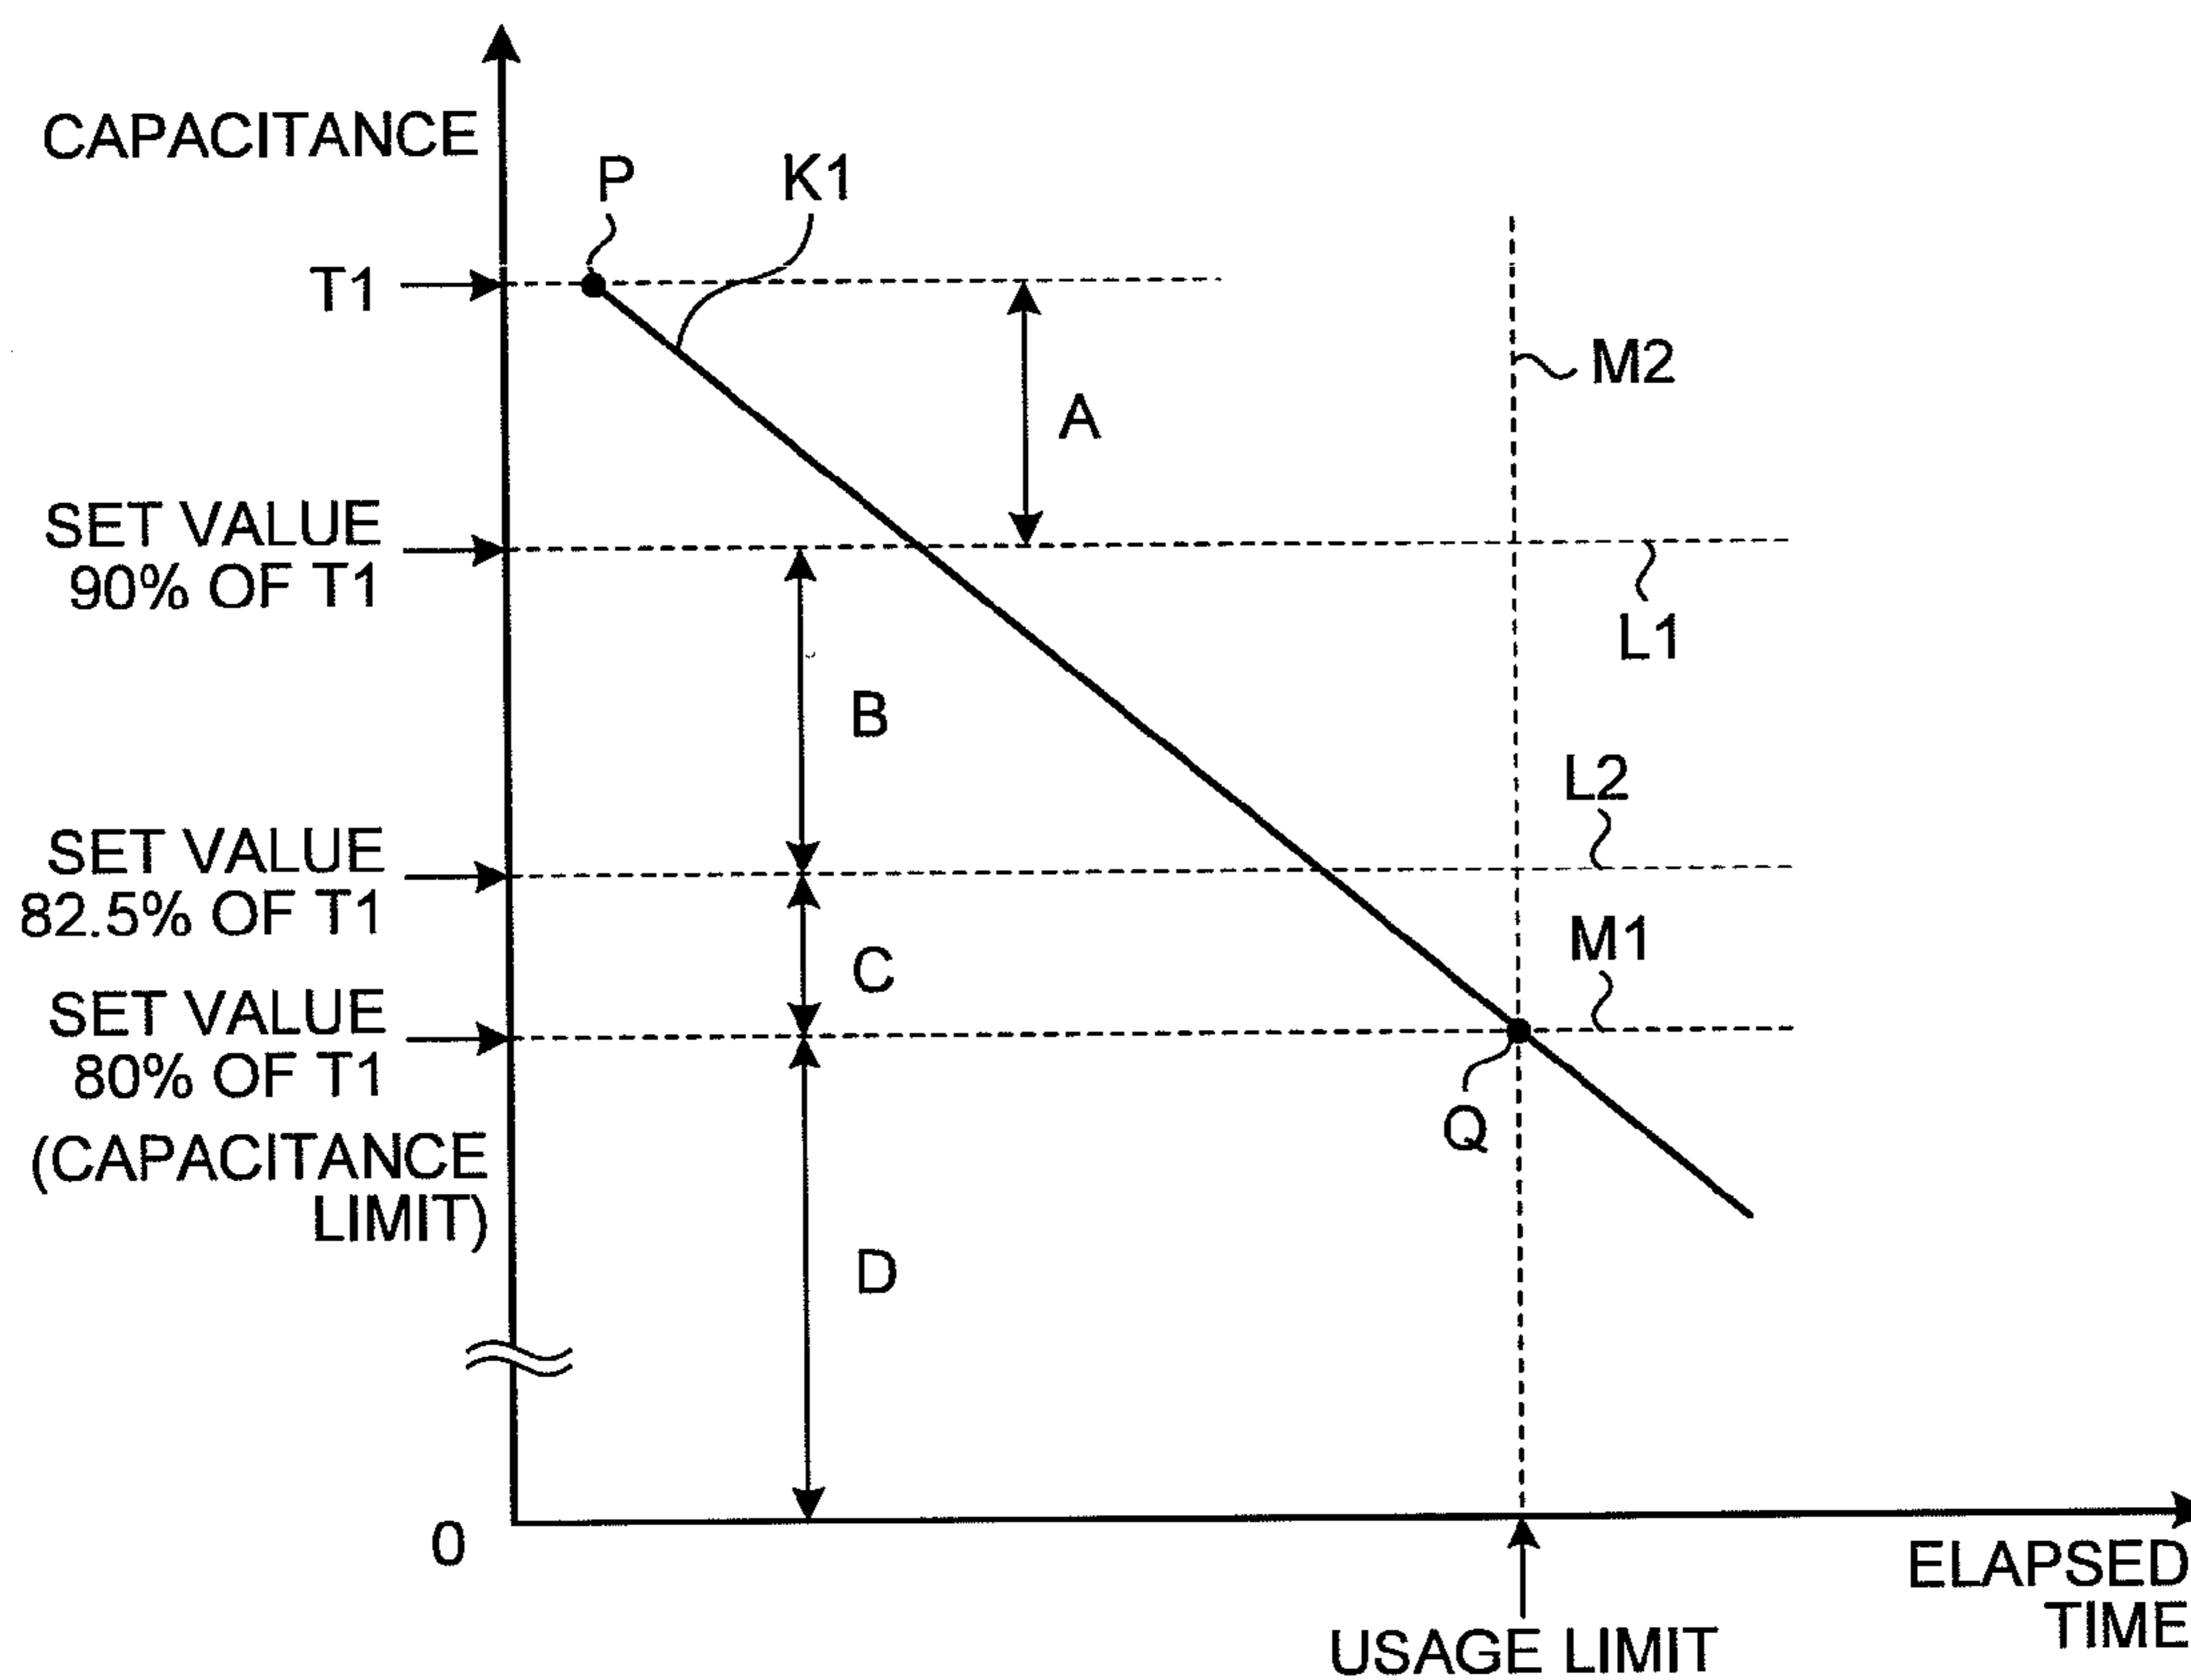 CAPACITANCE
P
K1
T1
M2
A
SET VALUE
90% OF T1
L1
B
L2
SET VALUE
82.5% OF T1
M1
C
SET VALUE
80% OF T1
Q
(CAPACITANCE
LIMIT)
D
0
ELAPSED
TIME
USAGE LIMIT